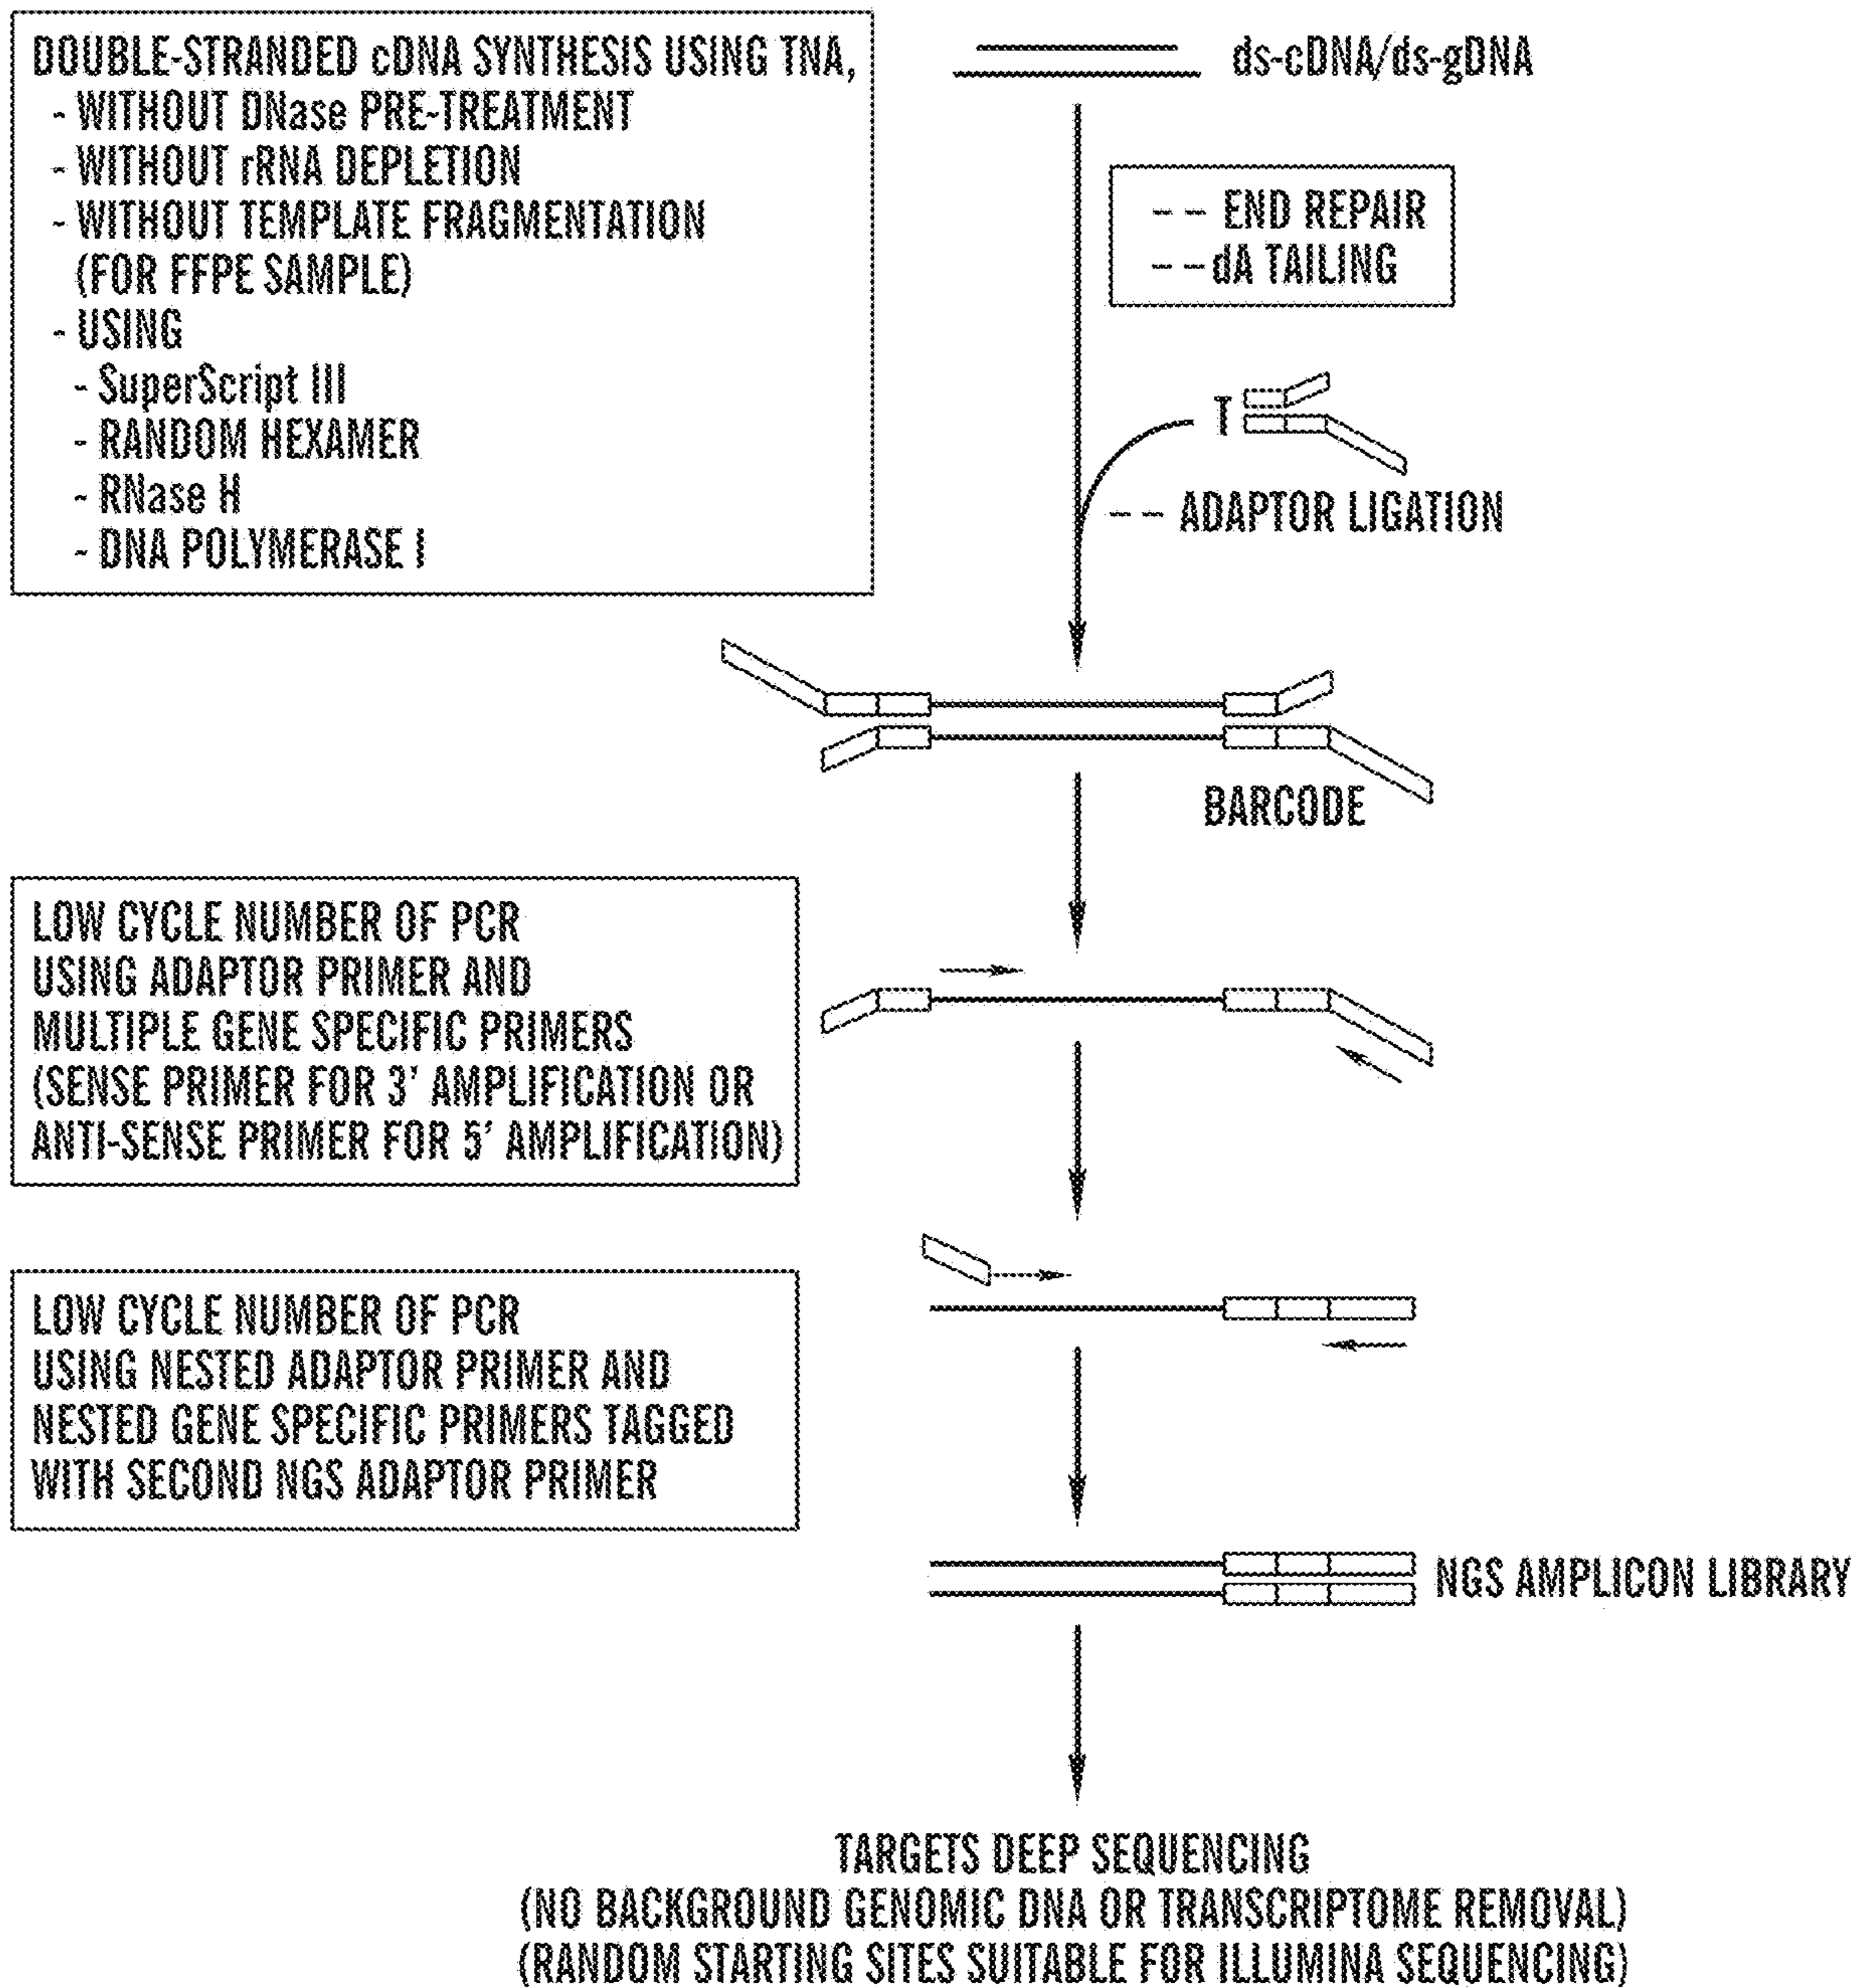 DOUBLE-STRANDED cDNA SYNTHESIS USING TNA,
- WITHOUT DNase PRE-TREATMENT
- WITHOUT rRNA DEPLETION
- WITHOUT TEMPLATE FRAGMENTATION
(FOR FFPE SAMPLE)
- USING
- SuperScript III
- RANDOM HEXAMER
- RNase H
- DNA POLYMERASE I
ds-cDNA/ds-gDNA
-- END REPAIR
-- dA TAILING
T
-- ADAPTOR LIGATION
BARCODE
LOW CYCLE NUMBER OF PCR
USING ADAPTOR PRIMER AND
MULTIPLE GENE SPECIFIC PRIMERS
(SENSE PRIMER FOR 3' AMPLIFICATION OR
ANTI-SENSE PRIMER FOR 5' AMPLIFICATION)
LOW CYCLE NUMBER OF PCR
USING NESTED ADAPTOR PRIMER AND
NESTED GENE SPECIFIC PRIMERS TAGGED
WITH SECOND NGS ADAPTOR PRIMER
NGS AMPLICON LIBRARY
TARGETS DEEP SEQUENCING
(NO BACKGROUND GENOMIC DNA OR TRANSCRIPTOME REMOVAL)
(RANDOM STARTING SITES SUITABLE FOR ILLUMINA SEQUENCING)